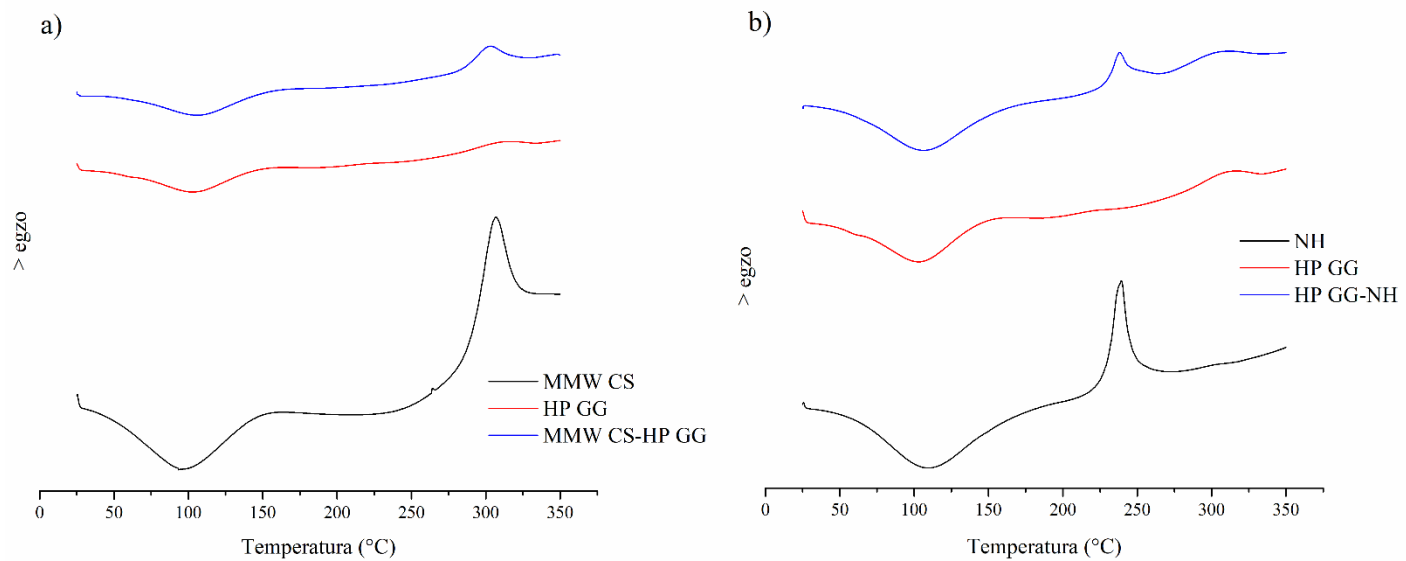 a)
> egzo
MMW CS
HP GG
MMW CS-HP GG
0 50 100 150 200 250 300 350
Temperatura (°C)
b)
> egzo
NH
HP GG
HP GG-NH
0 50 100 150 200 250 300 350
Temperatura (°C)